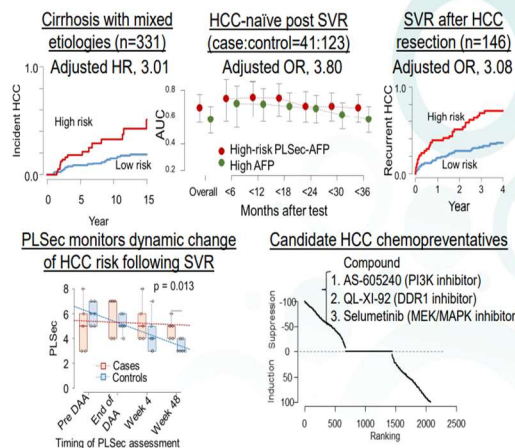 Cirrhosis with mixed
etiologies (n=331)
Adjusted HR, 3.01
Incident HCC
1.0
0.0
High risk
Low risk
0
5
10
15
Year
HCC-naïve post SVR
(case:control=41:123)
Adjusted OR, 3.80
AUC
0.8
0.6
0.4
0.2
High-risk PLSec-AFP
High AFP
Overall
<6
<12
<18
<24
<30
<36
Months after test
SVR after HCC
resection (n=146)
Adjusted OR, 3.08
Recurrent HCC
1.0
0.0
High risk
Low risk
0
1
2
3
4
Year
PLSec monitors dynamic change
of HCC risk following SVR
p = 0.013
PLSec
8
6
4
2
0
Cases
Controls
Pre DAA
End of
DAA
Week 4
Week 48
Timing of PLSec assessment
Candidate HCC chemopreventatives
Compound
1. AS-605240 (PI3K inhibitor)
2. QL-XI-92 (DDR1 inhibitor)
3. Selumetinib (MEK/MAPK inhibitor)
Suppression
Induction
-100
50
0
50
100
0
500
1000
1500
2000
2500
Ranking